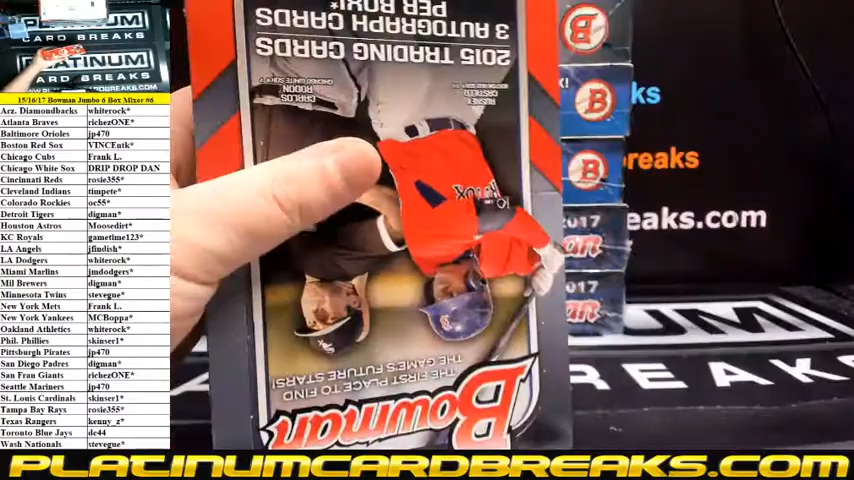 PLATINUM
CARD BREAKS
PLATINUM
CARD BREAKS
15/16/17 Bowman Jumbo 6 Box Mixer #6
Arz. Diamondbacks whiterock*
Atlanta Braves richezONE*
Baltimore Orioles jp470
Boston Red Sox VINCENtk*
Chicago Cubs Frank L.
Chicago White Sox DRIP DROP DAN
Cincinnati Reds rosie355*
Cleveland Indians timpete*
Colorado Rockies oc55*
Detroit Tigers digman*
Houston Astros Moosedirt*
KC Royals gametime123*
LA Angels jfindish*
LA Dodgers whiterock*
Miami Marlins jmdodgers*
Mil Brewers digman*
Minnesota Twins stevegue*
New York Mets Frank L.
New York Yankees MCBoppa*
Oakland Athletics whiterock*
Phil. Phillies skinser1*
Pittsburgh Pirates jp470
San Diego Padres digman*
San Fran Giants richezONE*
Seattle Mariners jp470
St. Louis Cardinals skinser1*
Tampa Bay Rays rosie355*
Texas Rangers kenny_z*
Toronto Blue Jays dc44
Wash Nationals stevegue*
Bowman
THE FIRST PLACE TO FIND
THE GAME'S FUTURE STARS!
CARLOS
RODON
CHICAGO WHITE SOX
RUSNEY
CASTILLO
2015 TRADING CARDS
3 AUTOGRAPH CARDS
PER BOX!
B
B
B
2017
2017
ks
reaks
eaks.com
UM
BREAKS
PLATINUMCARDBREAKS.COM